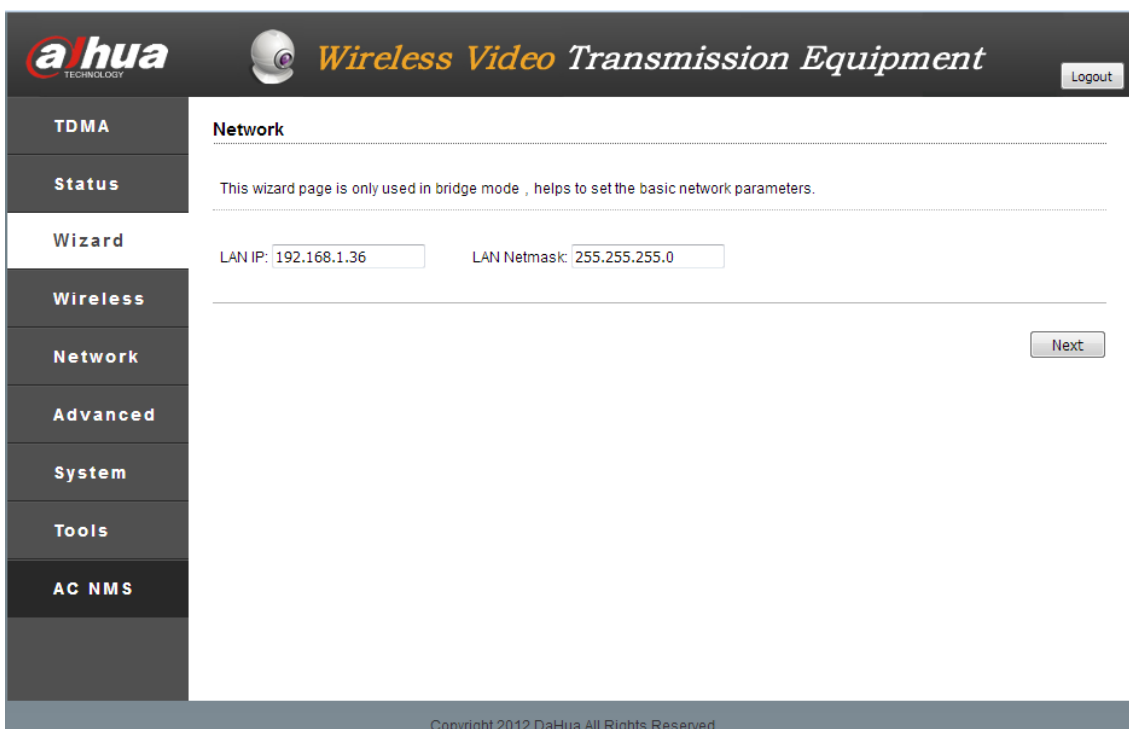 alhua
TECHNOLOGY
Wireless Video Transmission Equipment
Logout
TDMA
Status
Wizard
Wireless
Network
Advanced
System
Tools
AC NMS
Network
This wizard page is only used in bridge mode , helps to set the basic network parameters.
LAN IP: 192.168.1.36 LAN Netmask: 255.255.255.0
Next
Copyright 2012 DaHua All Rights Reserved